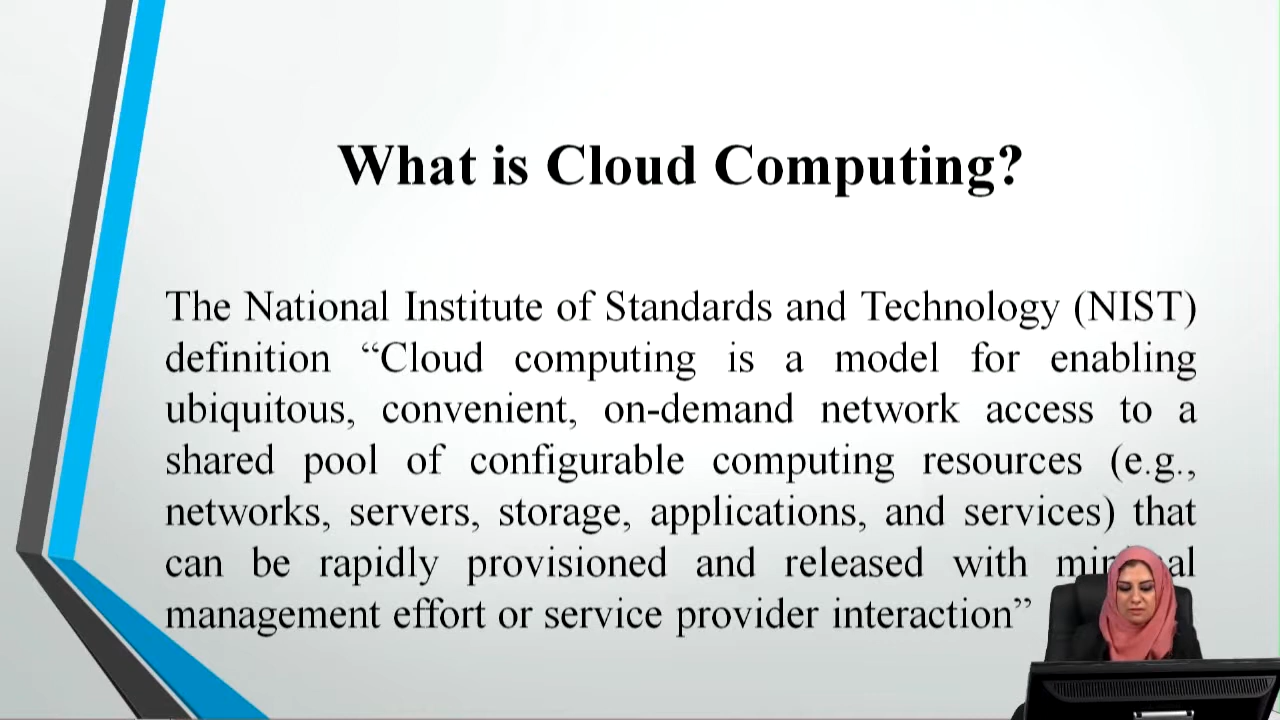 What is Cloud Computing?
The National Institute of Standards and Technology (NIST)
definition “Cloud computing is a model for enabling
ubiquitous, convenient, on-demand network access to a
shared pool of configurable computing resources (e.g.,
networks, servers, storage, applications, and services) that
can be rapidly provisioned and released with minimal
management effort or service provider interaction”